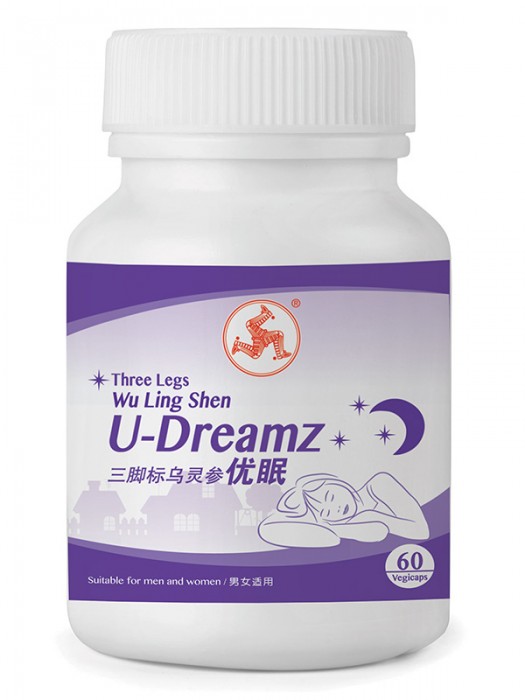 ®
Three Legs
Wu Ling Shen
U-Dreamz
三脚标乌灵参优眠
60
Vegicaps
Suitable for men and women / 男女适用